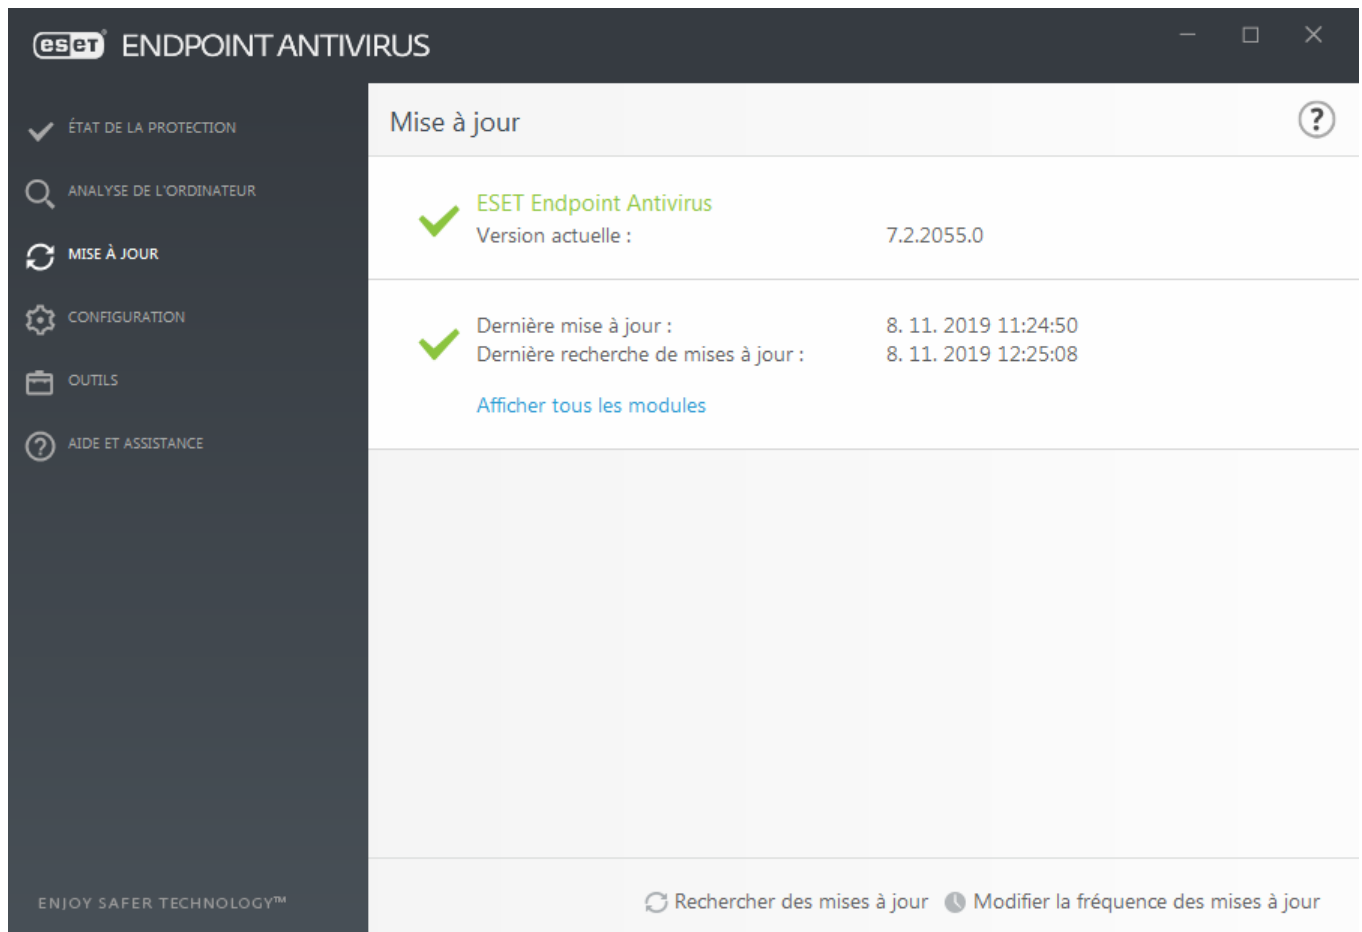 eset ENDPOINT ANTIVIRUS
ÉTAT DE LA PROTECTION
ANALYSE DE L'ORDINATEUR
MISE À JOUR
CONFIGURATION
OUTILS
AIDE ET ASSISTANCE
ENJOY SAFER TECHNOLOGY™
Mise à jour
ESET Endpoint Antivirus
Version actuelle : 7.2.2055.0
Dernière mise à jour : 8. 11. 2019 11:24:50
Dernière recherche de mises à jour : 8. 11. 2019 12:25:08
Afficher tous les modules
Rechercher des mises à jour Modifier la fréquence des mises à jour